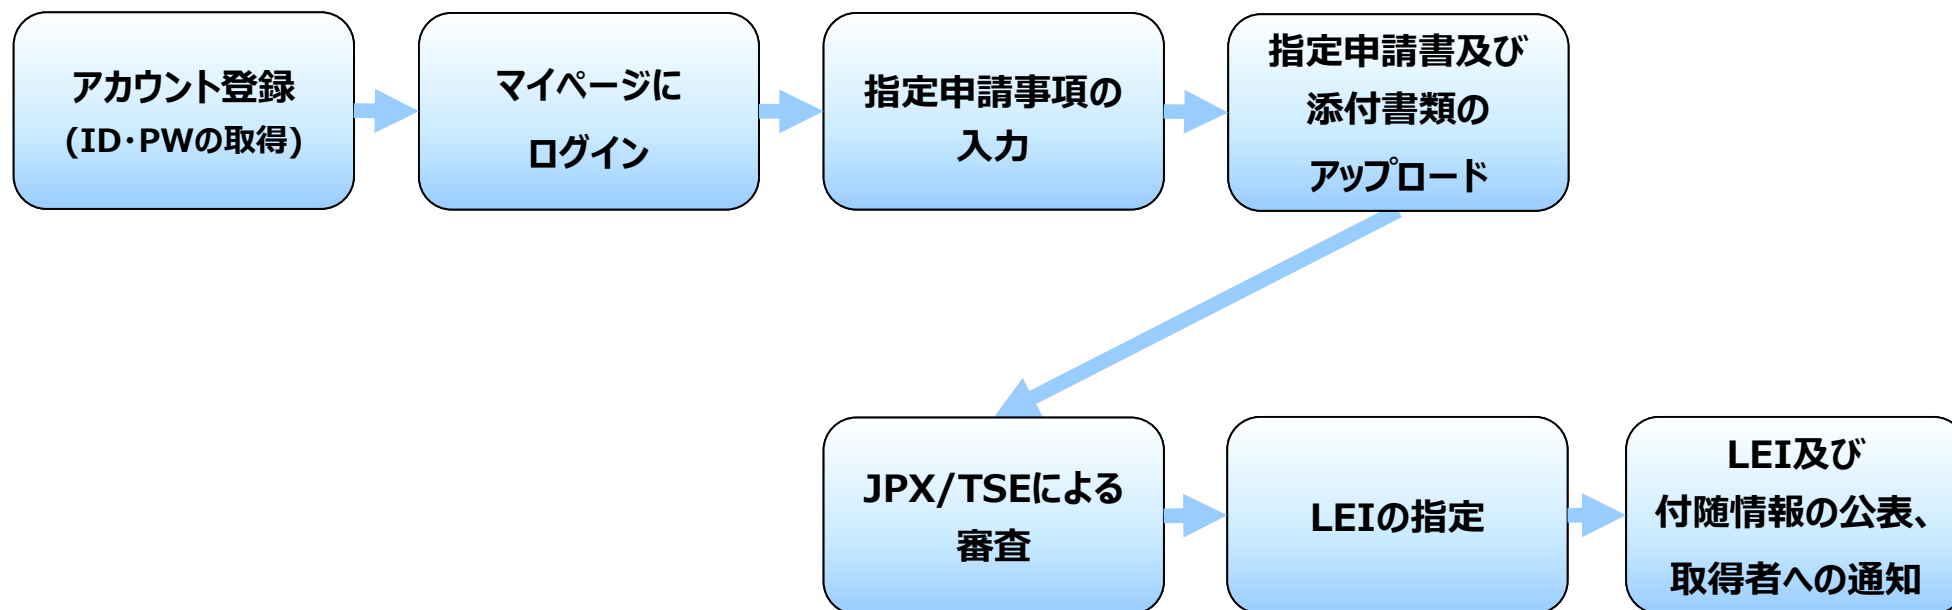 アカウント登録
(ID・PWの取得)
マイページに
ログイン
指定申請事項の
入力
指定申請書及び
添付書類の
アップロード
JPX/TSEによる
審査
LEIの指定
LEI及び
付随情報の公表、
取得者への通知